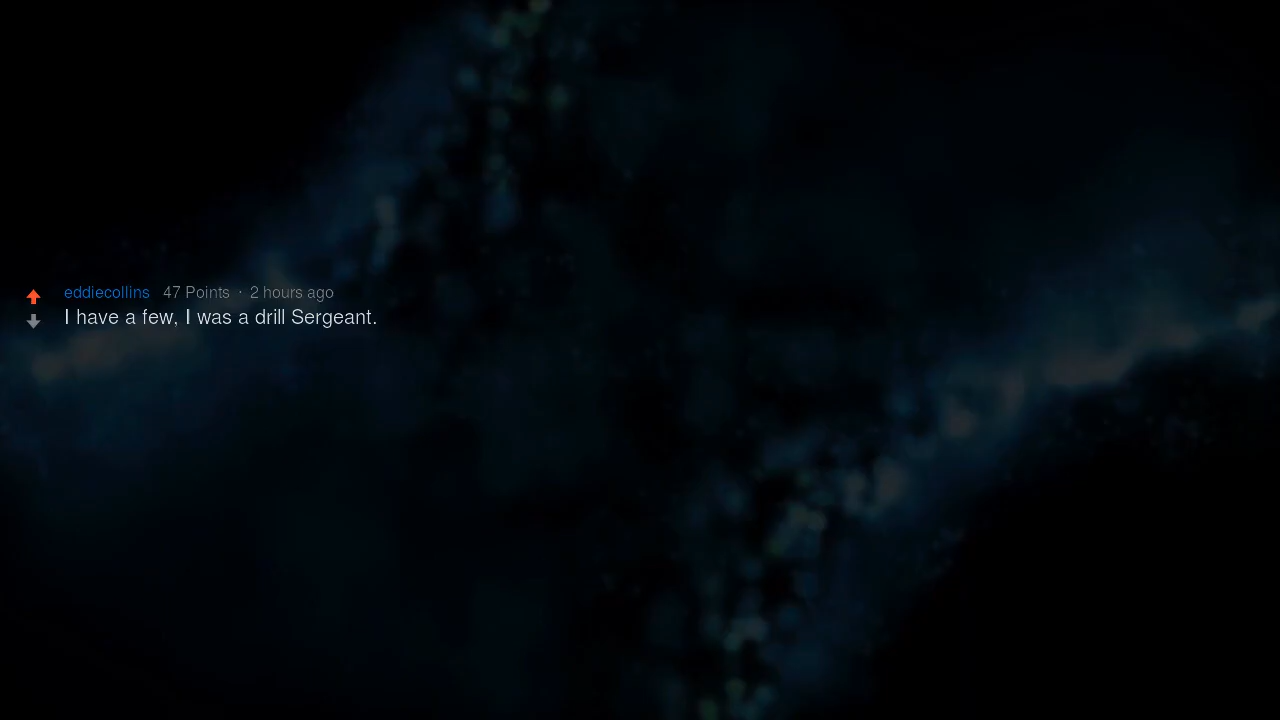 eddiecollins 47 Points · 2 hours ago
I have a few, I was a drill Sergeant.